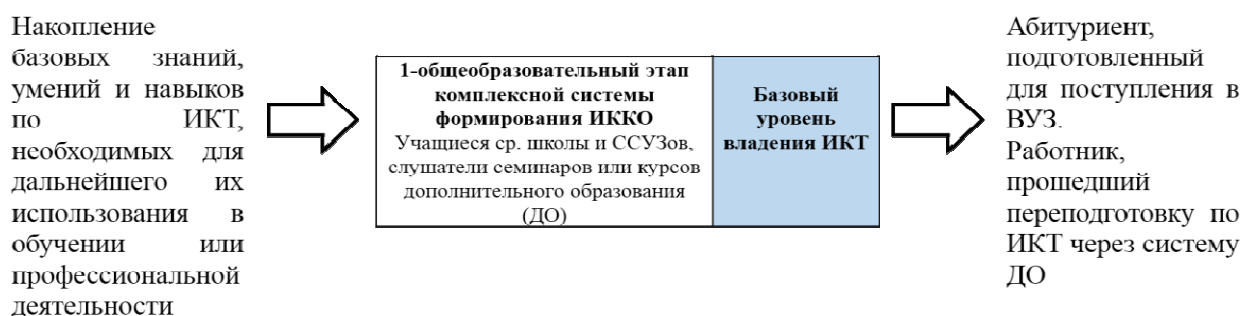 Накопление
базовых знаний,
умений и навыков
по ИКТ,
необходимых для
дальнейшего их
использования в
обучении или
профессиональной
деятельности
1-общеобразовательный этап
комплексной системы
формирования ИККО
Учащиеся ср. школы и ССУЗов,
слушатели семинаров или курсов
дополнительного образования
(ДО)
Базовый
уровень
владения ИКТ
Абитуриент,
подготовленный
для поступления в
ВУЗ.
Работник,
прошедший
переподготовку по
ИКТ через систему
ДО